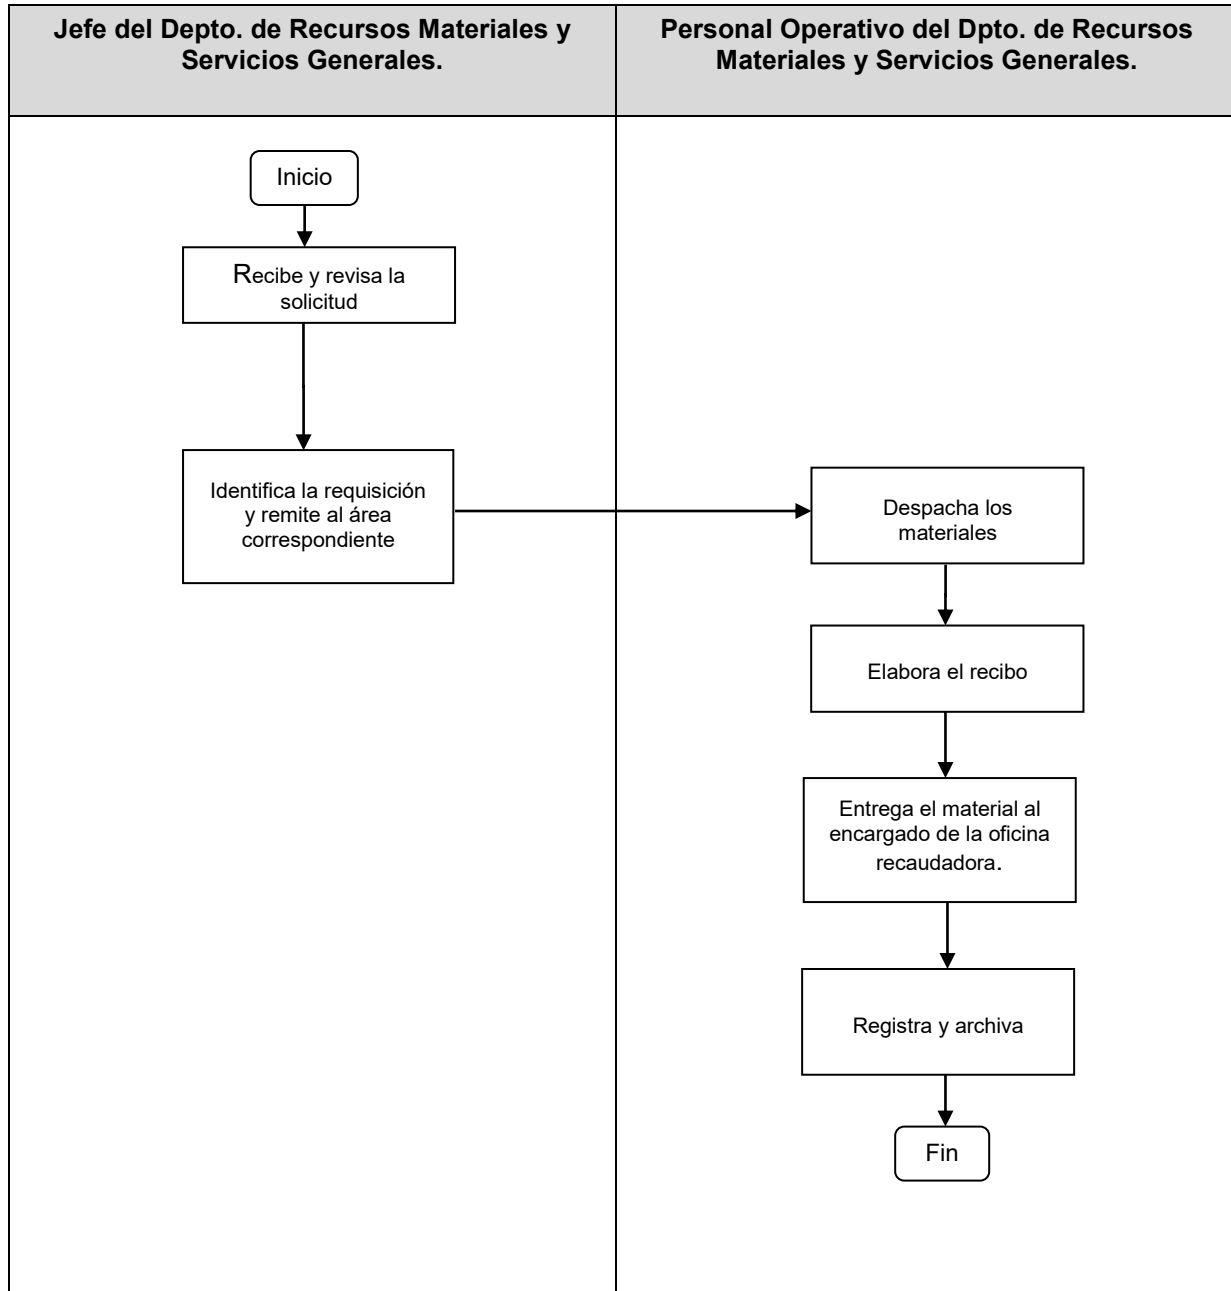 Jefe del Depto. de Recursos Materiales y
Servicios Generales.
Personal Operativo del Dpto. de Recursos
Materiales y Servicios Generales.
Inicio
Recibe y revisa la
solicitud
Identifica la requisición
y remite al área
correspondiente
Despacha los
materiales
Elabora el recibo
Entrega el material al
encargado de la oficina
recaudadora.
Registra y archiva
Fin